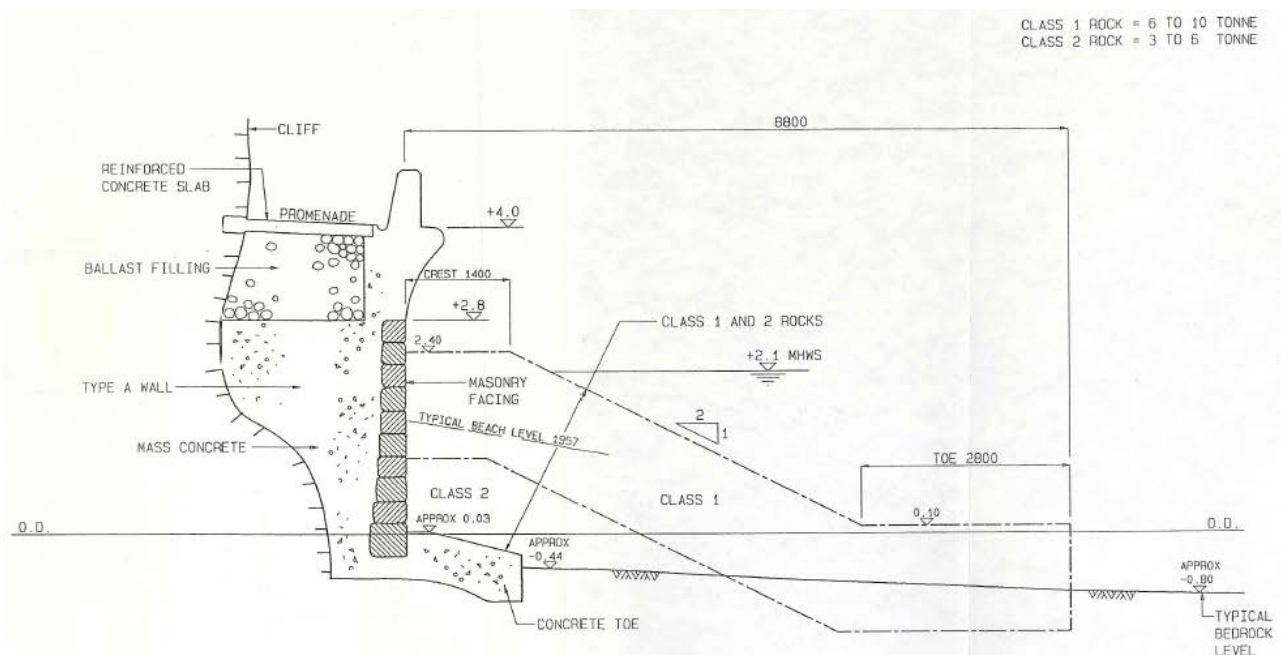 CLASS 1 ROCK = 6 TO 10 TONNE
CLASS 2 ROCK = 3 TO 6 TONNE
8800
CLIFF
REINFORCED
CONCRETE SLAB
PROMENADE
+4.0
BALLAST FILLING
CREST 1400
+2.8
CLASS 1 AND 2 ROCKS
2.40
+2.1 MHWS
TYPE A WALL
MASONRY
FACING
2
1
TYPICAL BEACH LEVEL 1957
MASS CONCRETE
TOE 2800
CLASS 2
CLASS 1
O.D.
APPROX 0.03
0.10
O.D.
APPROX
-0.44
APPROX
-0.80
CONCRETE TOE
TYPICAL
BEDROCK
LEVEL